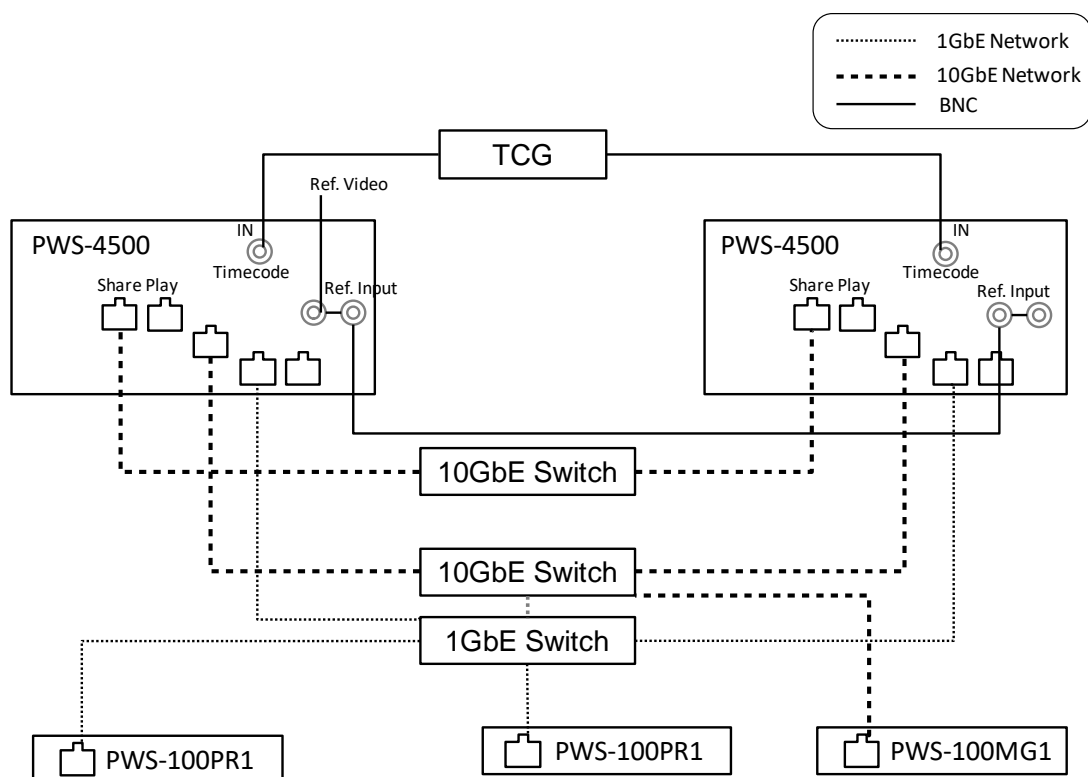 1GbE Network
10GbE Network
BNC
TCG
Ref. Video
PWS-4500
IN
Timecode
Share Play
Ref. Input
PWS-4500
IN
Timecode
Share Play
Ref. Input
10GbE Switch
10GbE Switch
1GbE Switch
PWS-100PR1
PWS-100PR1
PWS-100MG1